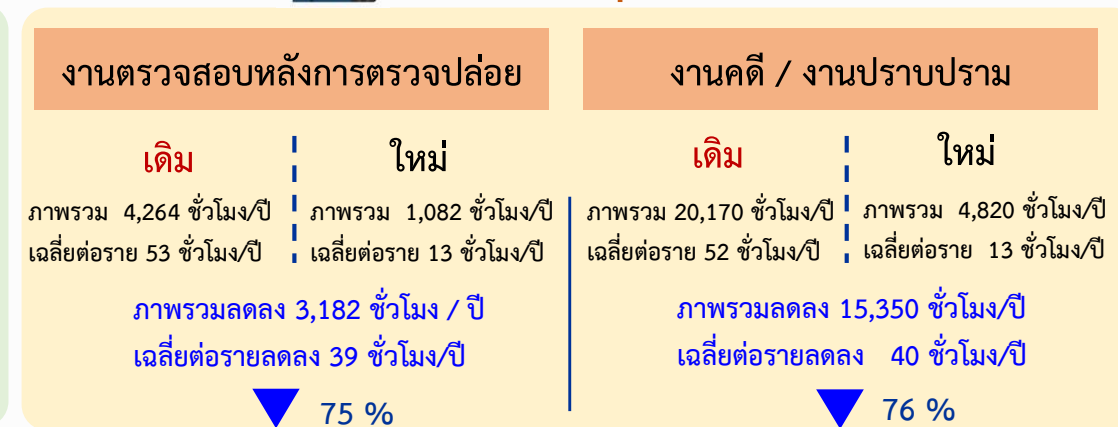 งานตรวจสอบหลังการตรวจปล่อย
เดิม
ใหม่
ภาพรวม 4,264 ชั่วโมง/ปี
เฉลี่ยต่อราย 53 ชั่วโมง/ปี
ภาพรวม 1,082 ชั่วโมง/ปี
เฉลี่ยต่อราย 13 ชั่วโมง/ปี
ภาพรวมลดลง 3,182 ชั่วโมง / ปี
เฉลี่ยต่อรายลดลง 39 ชั่วโมง/ปี
75 %
งานคดี / งานปราบปราม
เดิม
ใหม่
ภาพรวม 20,170 ชั่วโมง/ปี
เฉลี่ยต่อราย 52 ชั่วโมง/ปี
ภาพรวม 4,820 ชั่วโมง/ปี
เฉลี่ยต่อราย 13 ชั่วโมง/ปี
ภาพรวมลดลง 15,350 ชั่วโมง/ปี
เฉลี่ยต่อรายลดลง 40 ชั่วโมง/ปี
76 %